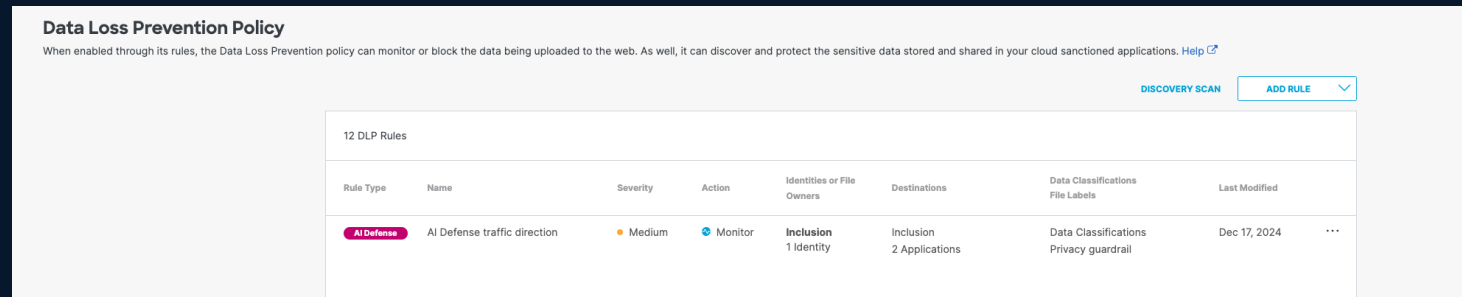 Data Loss Prevention Policy
When enabled through its rules, the Data Loss Prevention policy can monitor or block the data being uploaded to the web. As well, it can discover and protect the sensitive data stored and shared in your cloud sanctioned applications. Help
DISCOVERY SCAN ADD RULE
12 DLP Rules
Rule Type Name Severity Action Identities or File Owners Destinations Data Classifications File Labels Last Modified
AI Defense AI Defense traffic direction Medium Monitor Inclusion Inclusion Data Classifications Dec 17, 2024 ...
1 Identity 2 Applications Privacy guardrail